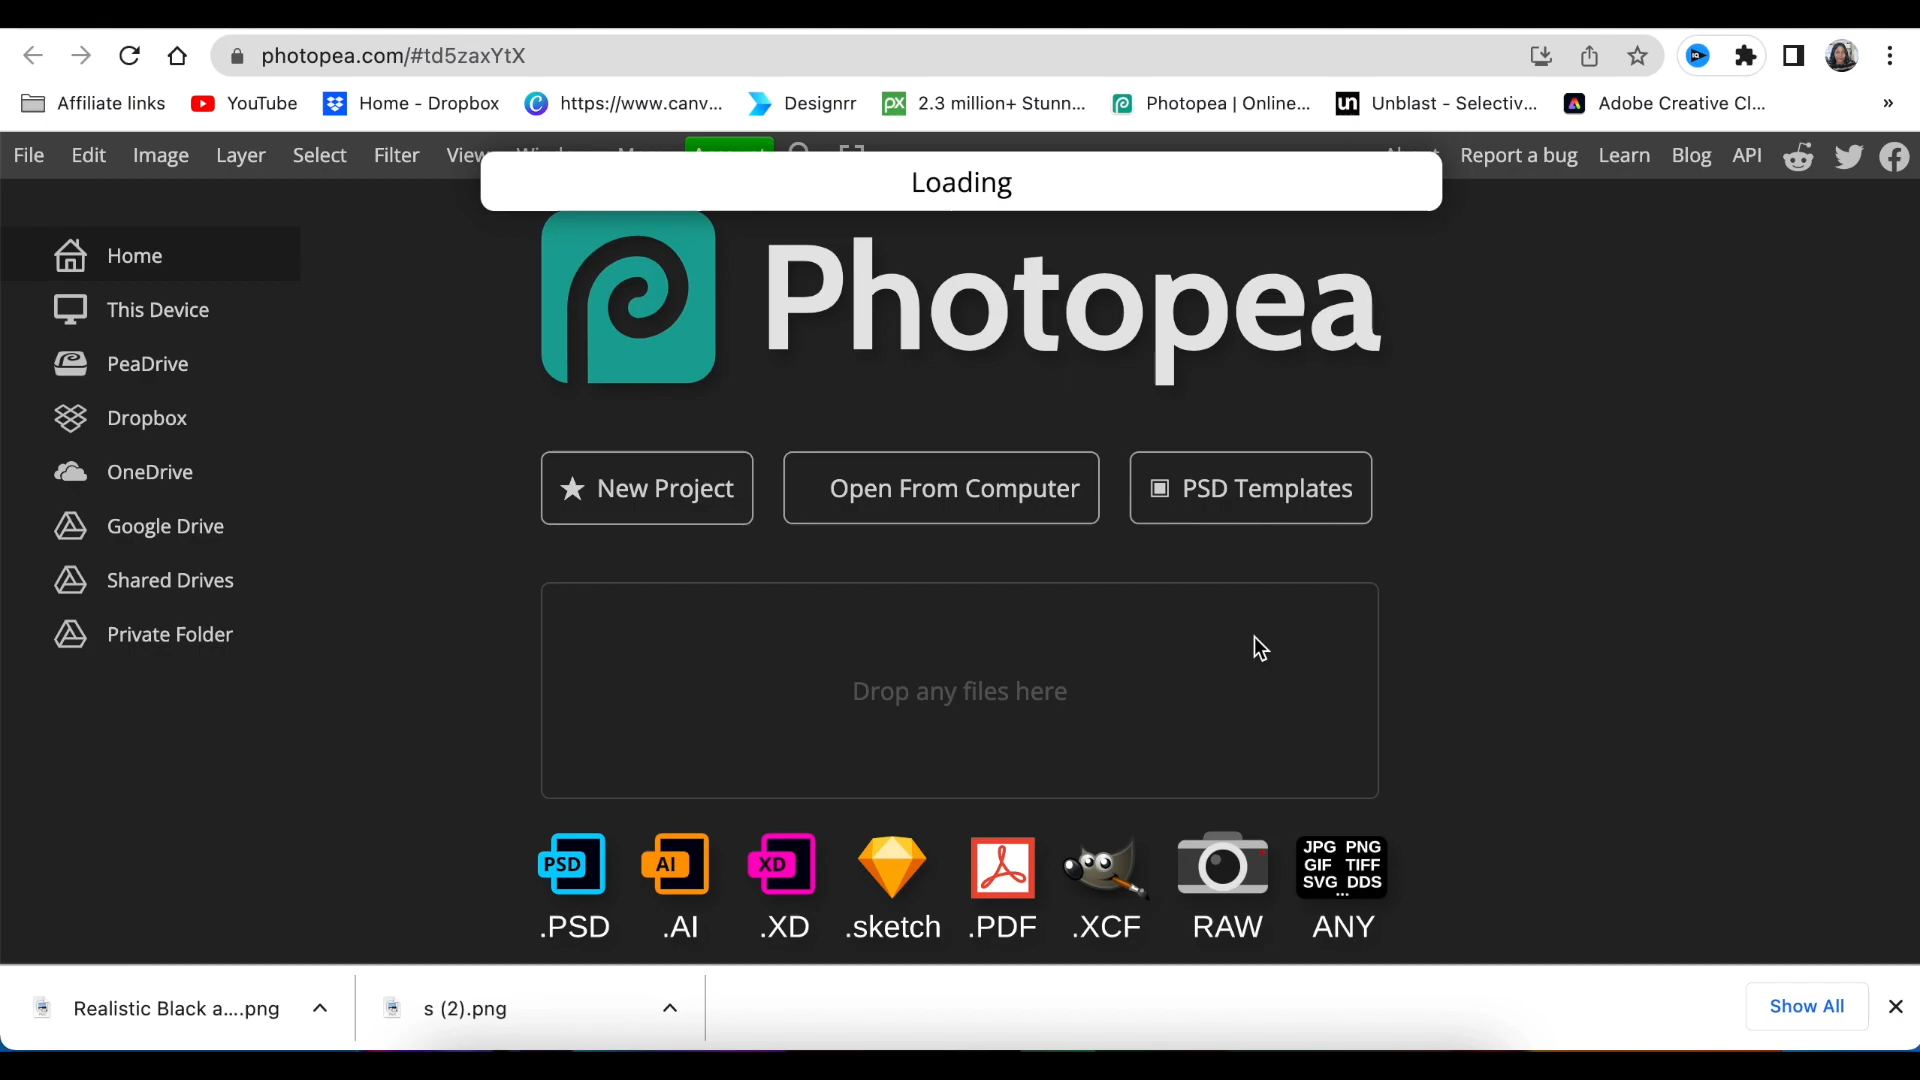 photopea.com/#td5zaxYtX
Affiliate links YouTube Home - Dropbox https://www.canv... Designrr 2.3 million+ Stunn... Photopea | Online... Unblast - Selectiv... Adobe Creative Cl... »
File Edit Image Layer Select Filter View Report a bug Learn Blog API
Loading
Home
This Device
PeaDrive
Dropbox
OneDrive
Google Drive
Shared Drives
Private Folder
Photopea
New Project Open From Computer PSD Templates
Drop any files here
PSD AI XD JPG PNG
GIF TIFF
SVG DDS
...
.PSD .AI .XD .sketch .PDF .XCF RAW ANY
Realistic Black a....png s (2).png Show All